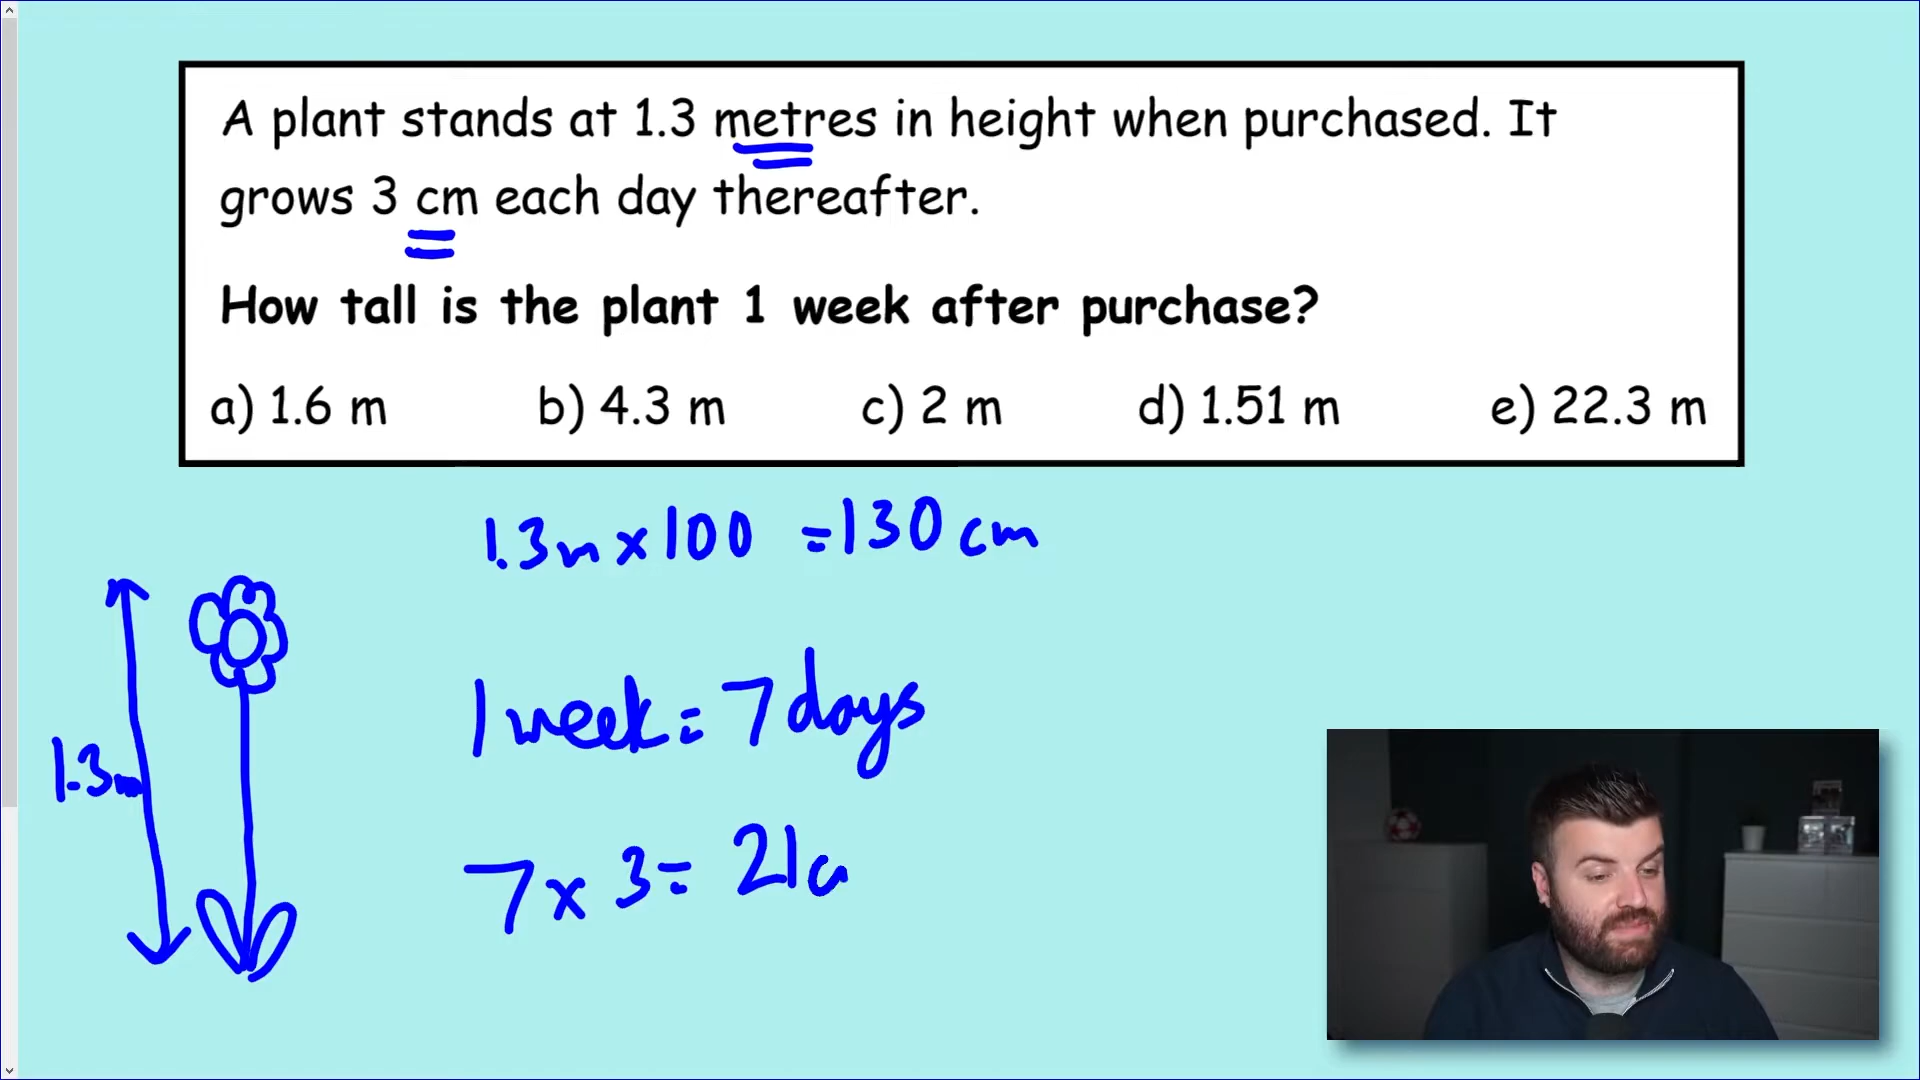 A plant stands at 1.3 metres in height when purchased. It
grows 3 cm each day thereafter.
How tall is the plant 1 week after purchase?
a) 1.6 m b) 4.3 m c) 2 m d) 1.51 m e) 22.3 m
1.3m x 100 = 130 cm
1 week = 7 days
1.3m
7 x 3 = 21c